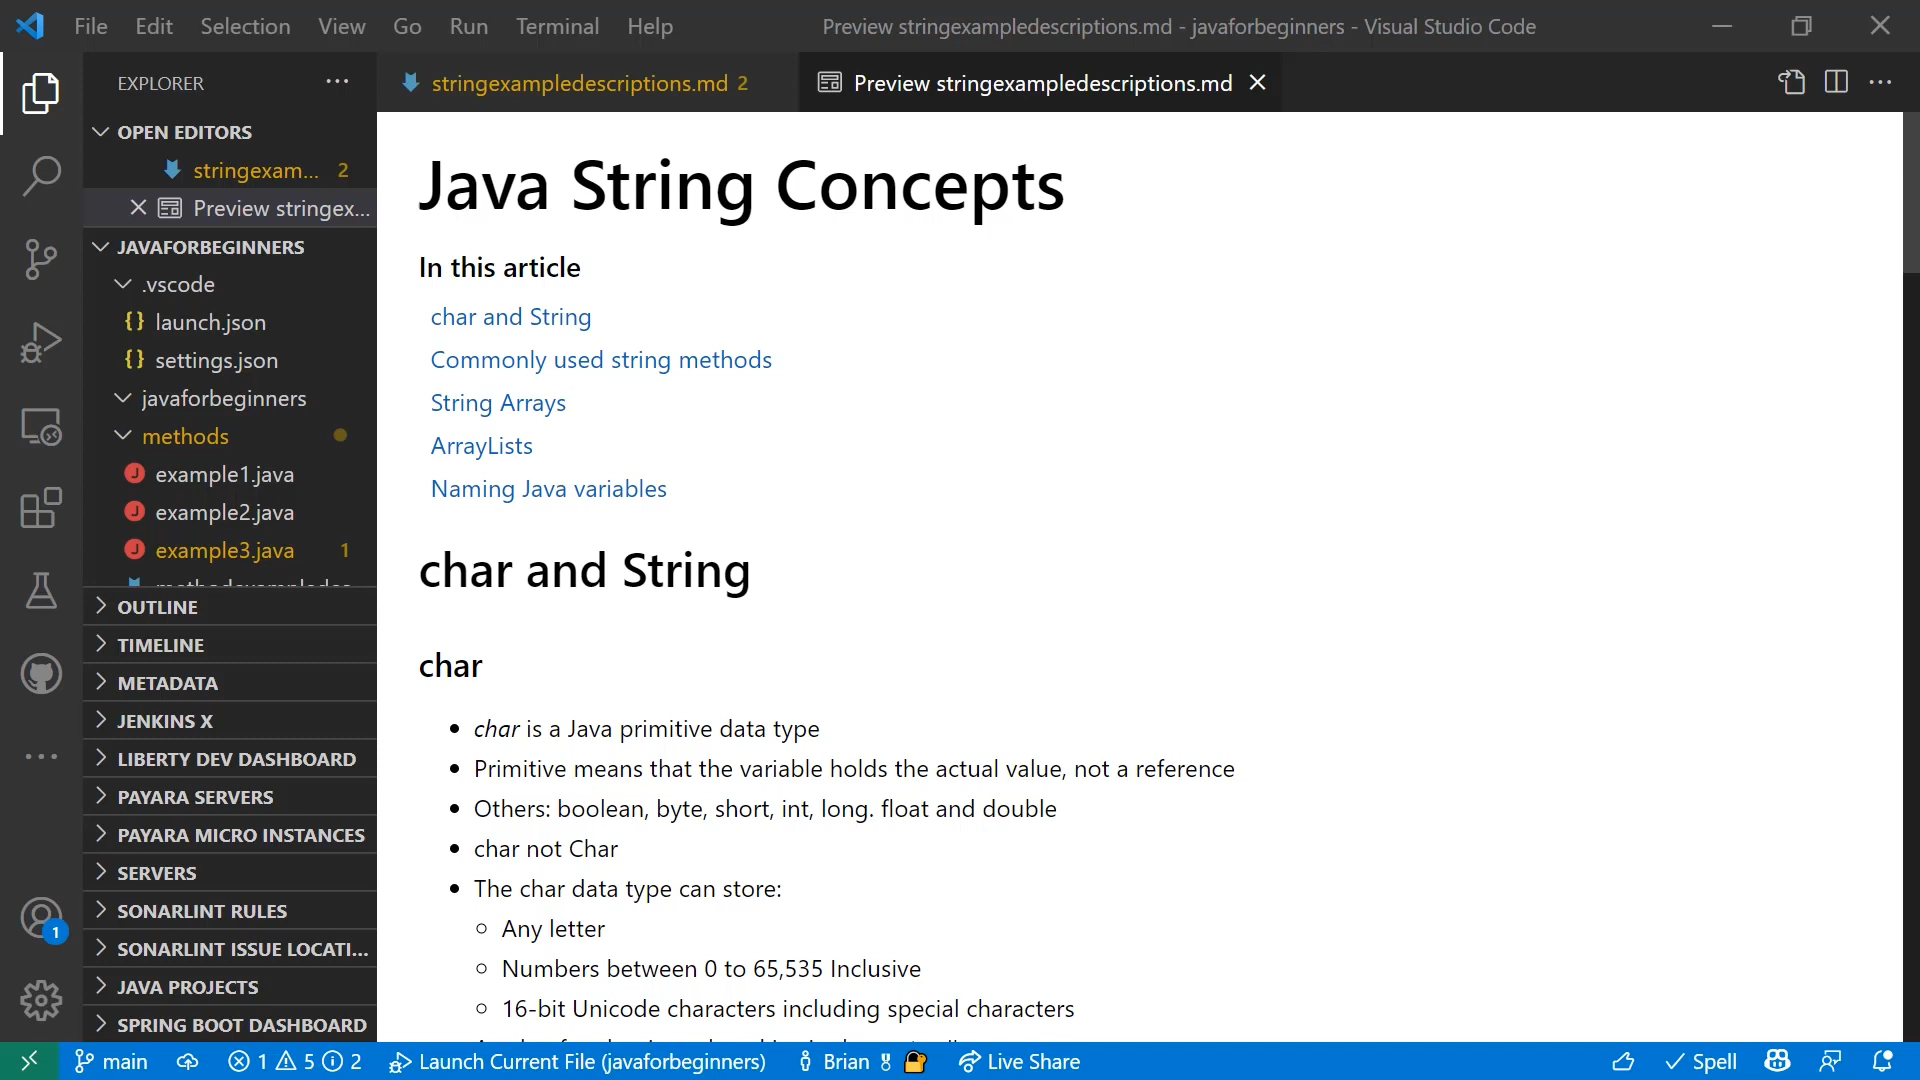 File Edit Selection View Go Run Terminal Help
Preview stringexampledescriptions.md - javaforbeginners - Visual Studio Code
EXPLORER
stringexampledescriptions.md 2
Preview stringexampledescriptions.md
OPEN EDITORS
stringexam... 2
Preview stringex...
JAVAFORBEGINNERS
.vscode
{} launch.json
{} settings.json
javaforbeginners
methods
J example1.java
J example2.java
J example3.java 1
OUTLINE
TIMELINE
METADATA
JENKINS X
LIBERTY DEV DASHBOARD
PAYARA SERVERS
PAYARA MICRO INSTANCES
SERVERS
SONARLINT RULES
SONARLINT ISSUE LOCATI...
JAVA PROJECTS
SPRING BOOT DASHBOARD
1
Java String Concepts
In this article
char and String
Commonly used string methods
String Arrays
ArrayLists
Naming Java variables
char and String
char
• char is a Java primitive data type
• Primitive means that the variable holds the actual value, not a reference
• Others: boolean, byte, short, int, long. float and double
• char not Char
• The char data type can store:
○ Any letter
○ Numbers between 0 to 65,535 Inclusive
○ 16-bit Unicode characters including special characters
main 1 5 2 Launch Current File (javaforbeginners) Brian Live Share Spell